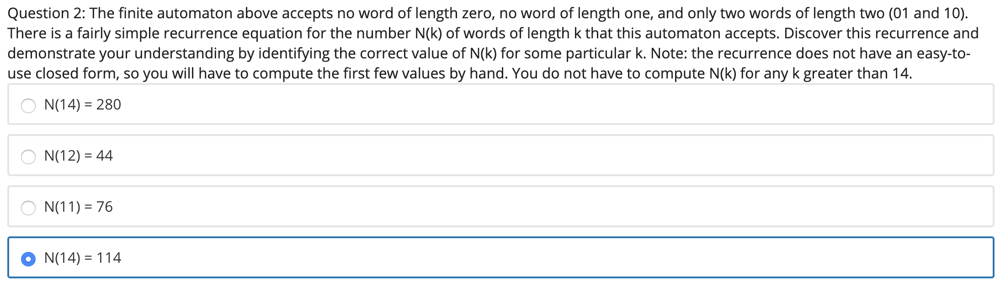 Question 2: The finite automaton above accepts no word of length zero, no word of length one, and only two words of length two (01 and 10).
There is a fairly simple recurrence equation for the number N(k) of words of length k that this automaton accepts. Discover this recurrence and
demonstrate your understanding by identifying the correct value of N(k) for some particular k. Note: the recurrence does not have an easy-to-
use closed form, so you will have to compute the first few values by hand. You do not have to compute N(k) for any k greater than 14.
N(14) = 280
N(12) = 44
N(11) = 76
N(14) = 114